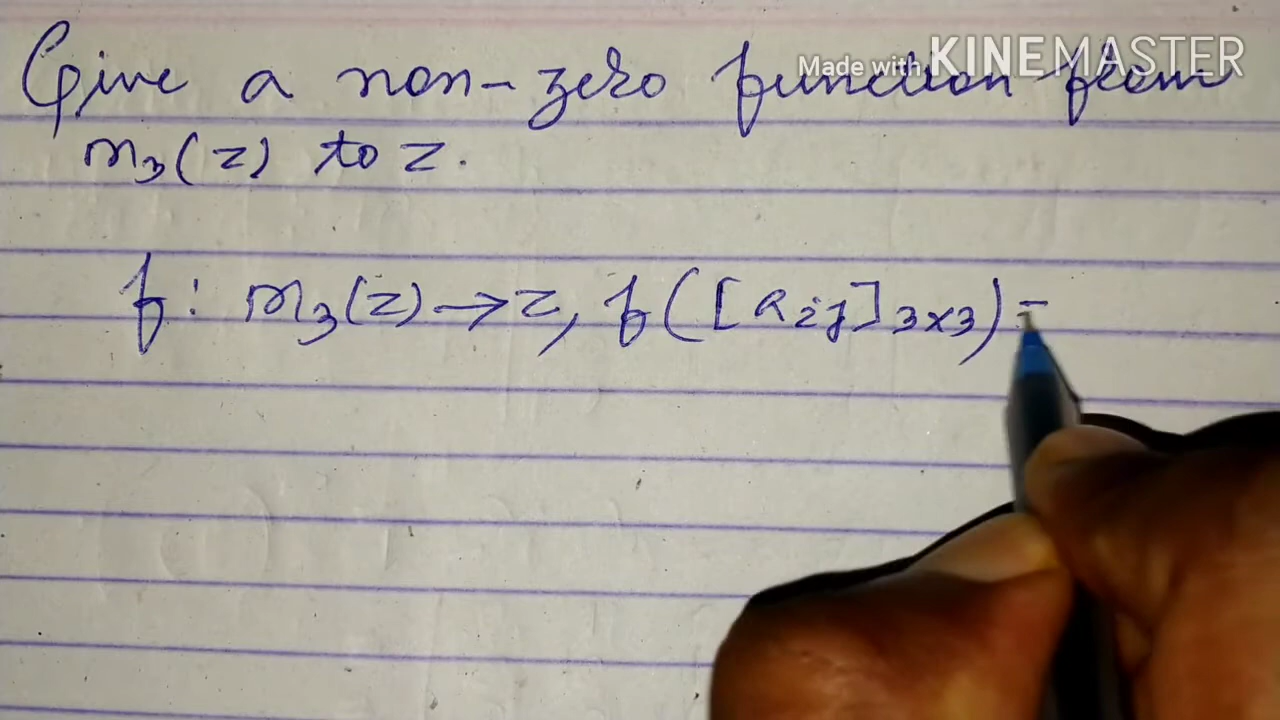 Made with KINEMASTER
Give a non-zero function from
M₃(Z) to Z.
f: M₃(Z) → Z, f([aij]₃ₓ₃) =